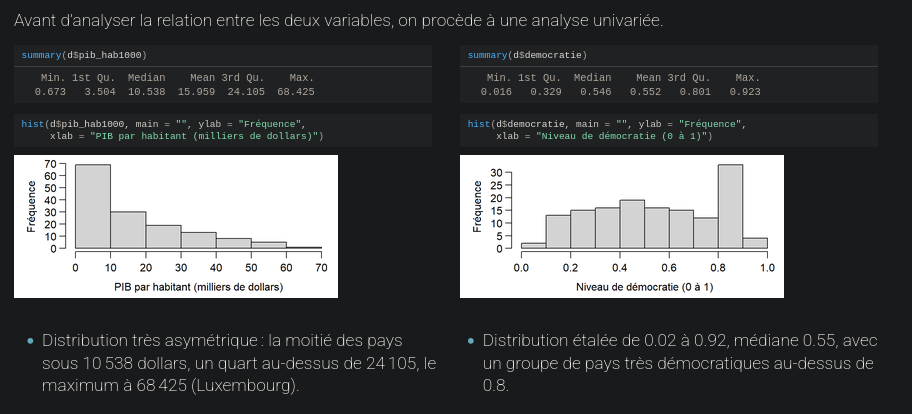 Avant d'analyser la relation entre les deux variables, on procède à une analyse univariée.
summary(d$pib_hab1000)
Min. 1st Qu. Median Mean 3rd Qu. Max.
0.673 3.504 10.538 15.959 24.105 68.425
hist(d$pib_hab1000, main = "", ylab = "Fréquence",
xlab = "PIB par habitant (milliers de dollars)")
Fréquence
70
60
50
40
30
20
10
0
0 10 20 30 40 50 60 70
PIB par habitant (milliers de dollars)
• Distribution très asymétrique : la moitié des pays
sous 10 538 dollars, un quart au-dessus de 24 105, le
maximum à 68 425 (Luxembourg).
summary(d$democratie)
Min. 1st Qu. Median Mean 3rd Qu. Max.
0.016 0.329 0.546 0.552 0.801 0.923
hist(d$democratie, main = "", ylab = "Fréquence",
xlab = "Niveau de démocratie (0 à 1)")
Fréquence
30
25
20
15
10
5
0
0.0 0.2 0.4 0.6 0.8 1.0
Niveau de démocratie (0 à 1)
• Distribution étalée de 0.02 à 0.92, médiane 0.55, avec
un groupe de pays très démocratiques au-dessus de
0.8.